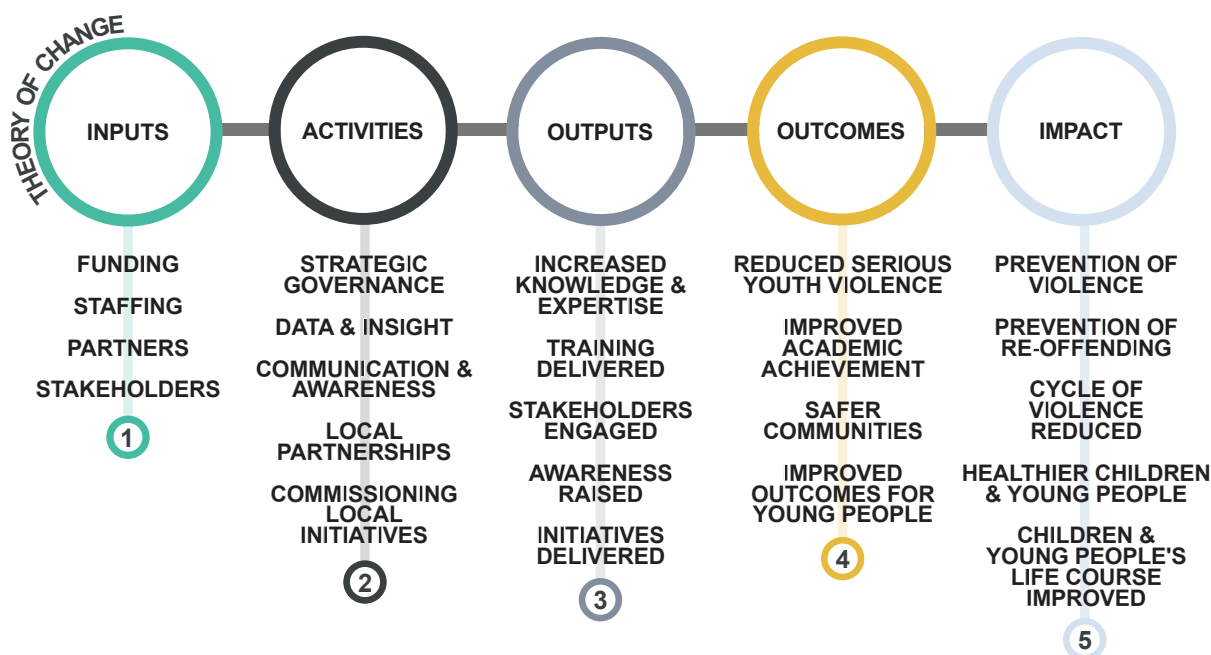 THEORY OF CHANGE
INPUTS
FUNDING
STAFFING
PARTNERS
STAKEHOLDERS
1
ACTIVITIES
STRATEGIC
GOVERNANCE
DATA & INSIGHT
COMMUNICATION &
AWARENESS
LOCAL
PARTNERSHIPS
COMMISSIONING
LOCAL
INITIATIVES
2
OUTPUTS
INCREASED
KNOWLEDGE &
EXPERTISE
TRAINING
DELIVERED
STAKEHOLDERS
ENGAGED
AWARENESS
RAISED
INITIATIVES
DELIVERED
3
OUTCOMES
REDUCED SERIOUS
YOUTH VIOLENCE
IMPROVED
ACADEMIC
ACHIEVEMENT
SAFER
COMMUNITIES
IMPROVED
OUTCOMES FOR
YOUNG PEOPLE
4
IMPACT
PREVENTION OF
VIOLENCE
PREVENTION OF
RE-OFFENDING
CYCLE OF
VIOLENCE
REDUCED
HEALTHIER CHILDREN
& YOUNG PEOPLE
CHILDREN &
YOUNG PEOPLE'S
LIFE COURSE
IMPROVED
5